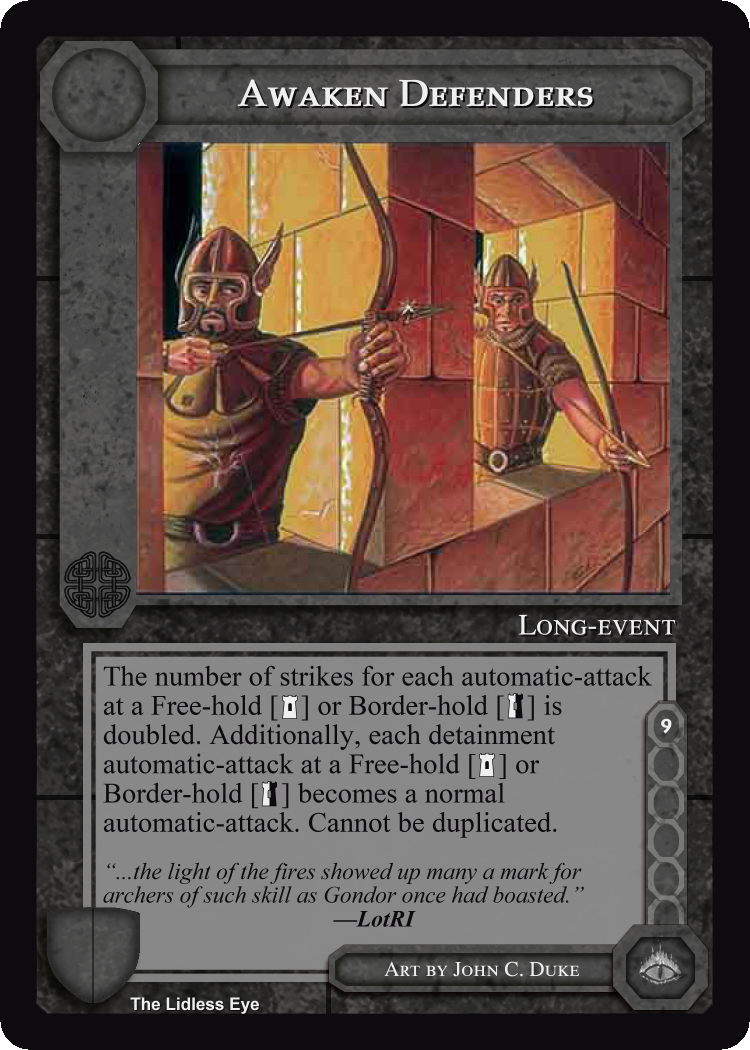 Awaken Defenders
Long-event
The number of strikes for each automatic-attack
at a Free-hold [] or Border-hold [] is
doubled. Additionally, each detainment
automatic-attack at a Free-hold [] or
Border-hold [] becomes a normal
automatic-attack. Cannot be duplicated.
9
“...the light of the fires showed up many a mark for
archers of such skill as Gondor once had boasted.”
—LotRI
Art by John C. Duke
The Lidless Eye